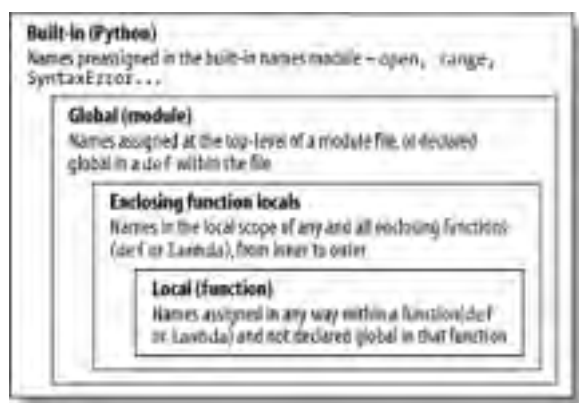 Built-in (Python)
Names preassigned in the built-in names module – open, range,
SyntaxError...
Global (module)
Names assigned at the top-level of a module file, or declared
global in a def within the file
Enclosing function locals
Names in the local scope of any and all enclosing functions
(def or lambda), from inner to outer
Local (function)
Names assigned in any way within a function (def
or lambda) and not declared global in that function